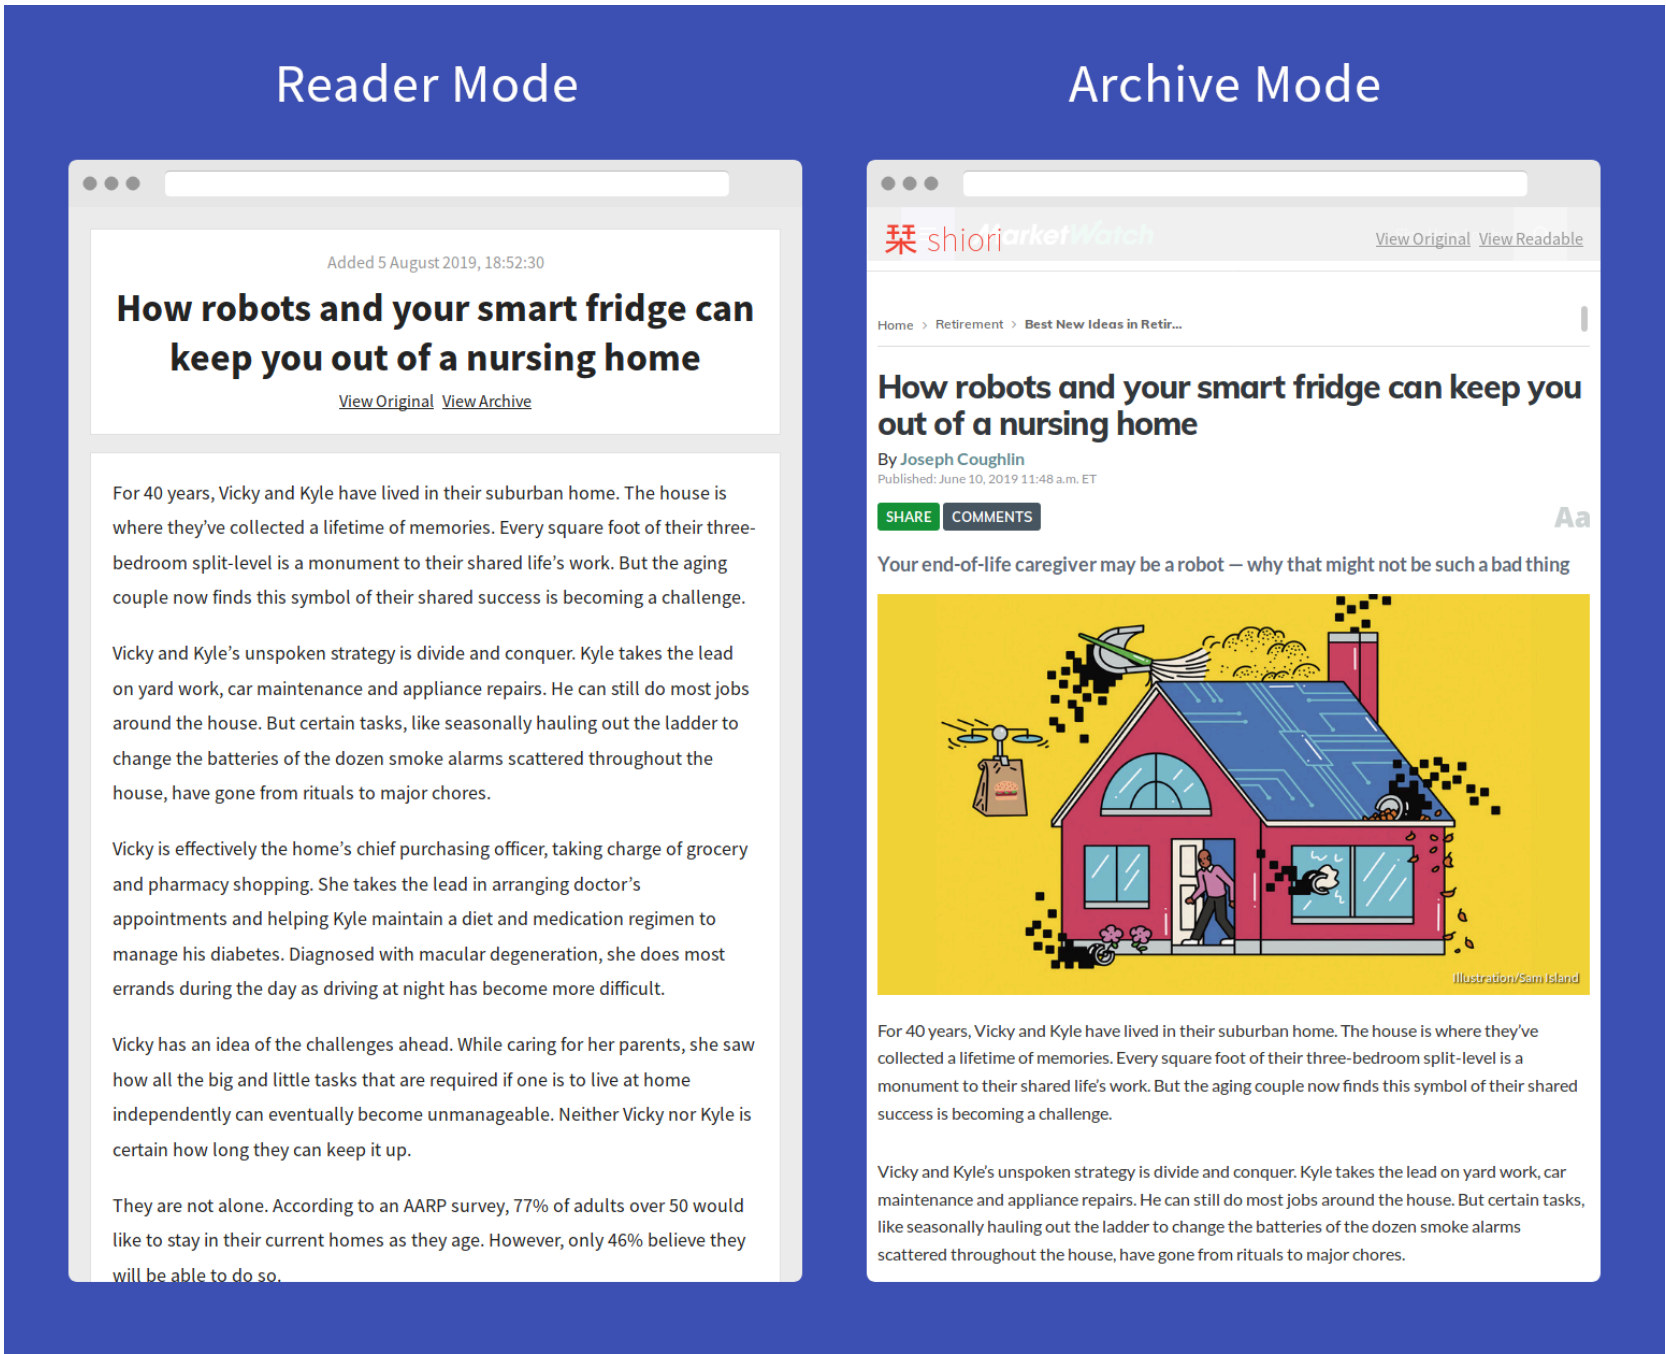 Reader Mode
Added 5 August 2019, 18:52:30
How robots and your smart fridge can
keep you out of a nursing home
View Original View Archive
For 40 years, Vicky and Kyle have lived in their suburban home. The house is
where they’ve collected a lifetime of memories. Every square foot of their three-
bedroom split-level is a monument to their shared life’s work. But the aging
couple now finds this symbol of their shared success is becoming a challenge.
Vicky and Kyle’s unspoken strategy is divide and conquer. Kyle takes the lead
on yard work, car maintenance and appliance repairs. He can still do most jobs
around the house. But certain tasks, like seasonally hauling out the ladder to
change the batteries of the dozen smoke alarms scattered throughout the
house, have gone from rituals to major chores.
Vicky is effectively the home’s chief purchasing officer, taking charge of grocery
and pharmacy shopping. She takes the lead in arranging doctor’s
appointments and helping Kyle maintain a diet and medication regimen to
manage his diabetes. Diagnosed with macular degeneration, she does most
errands during the day as driving at night has become more difficult.
Vicky has an idea of the challenges ahead. While caring for her parents, she saw
how all the big and little tasks that are required if one is to live at home
independently can eventually become unmanageable. Neither Vicky nor Kyle is
certain how long they can keep it up.
They are not alone. According to an AARP survey, 77% of adults over 50 would
like to stay in their current homes as they age. However, only 46% believe they
will be able to do so.
Archive Mode
栞 shiori MarketWatch
View Original View Readable
Home > Retirement > Best New Ideas in Retir...
How robots and your smart fridge can keep you
out of a nursing home
By Joseph Coughlin
Published: June 10, 2019 11:48 a.m. ET
SHARE COMMENTS
Aa
Your end-of-life caregiver may be a robot — why that might not be such a bad thing
Illustration/Sam Island
For 40 years, Vicky and Kyle have lived in their suburban home. The house is where they’ve
collected a lifetime of memories. Every square foot of their three-bedroom split-level is a
monument to their shared life’s work. But the aging couple now finds this symbol of their shared
success is becoming a challenge.
Vicky and Kyle’s unspoken strategy is divide and conquer. Kyle takes the lead on yard work, car
maintenance and appliance repairs. He can still do most jobs around the house. But certain tasks,
like seasonally hauling out the ladder to change the batteries of the dozen smoke alarms
scattered throughout the house, have gone from rituals to major chores.